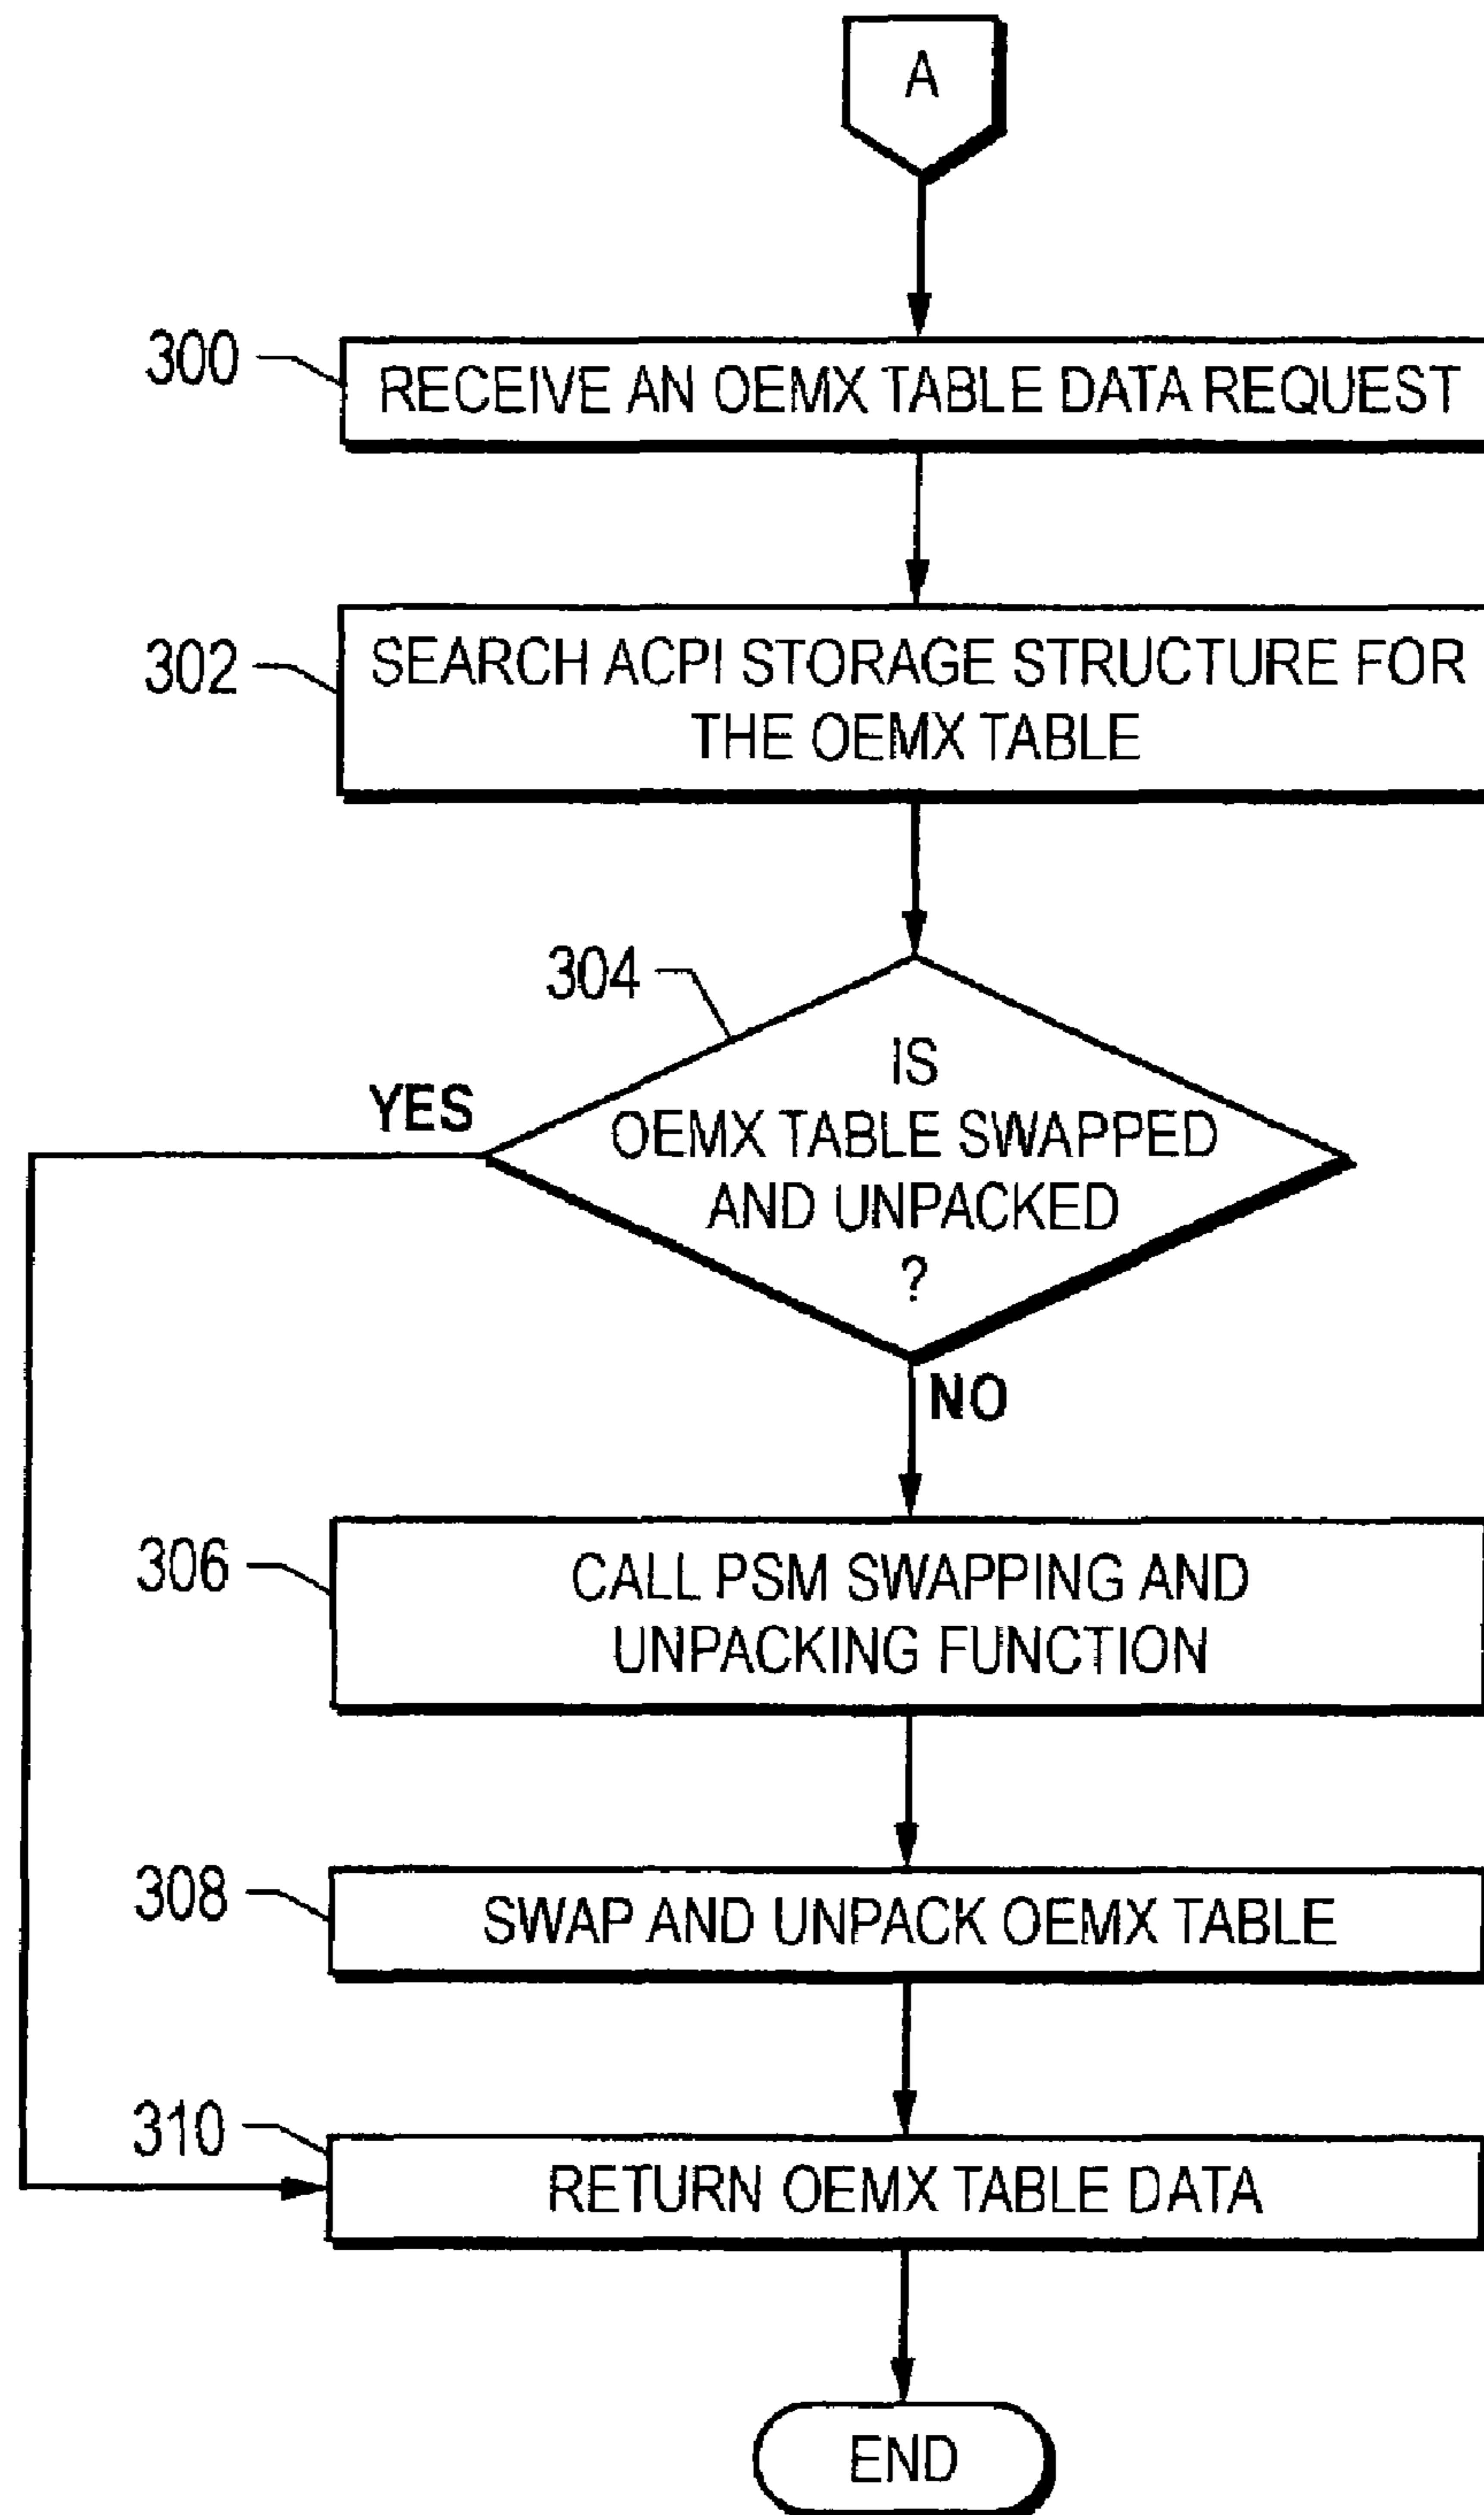 A
300
RECEIVE AN OEMX TABLE DATA REQUEST
302
SEARCH ACPI STORAGE STRUCTURE FOR
THE OEMX TABLE
304
IS
OEMX TABLE SWAPPED
AND UNPACKED
?
YES
NO
306
CALL PSM SWAPPING AND
UNPACKING FUNCTION
308
SWAP AND UNPACK OEMX TABLE
310
RETURN OEMX TABLE DATA
END